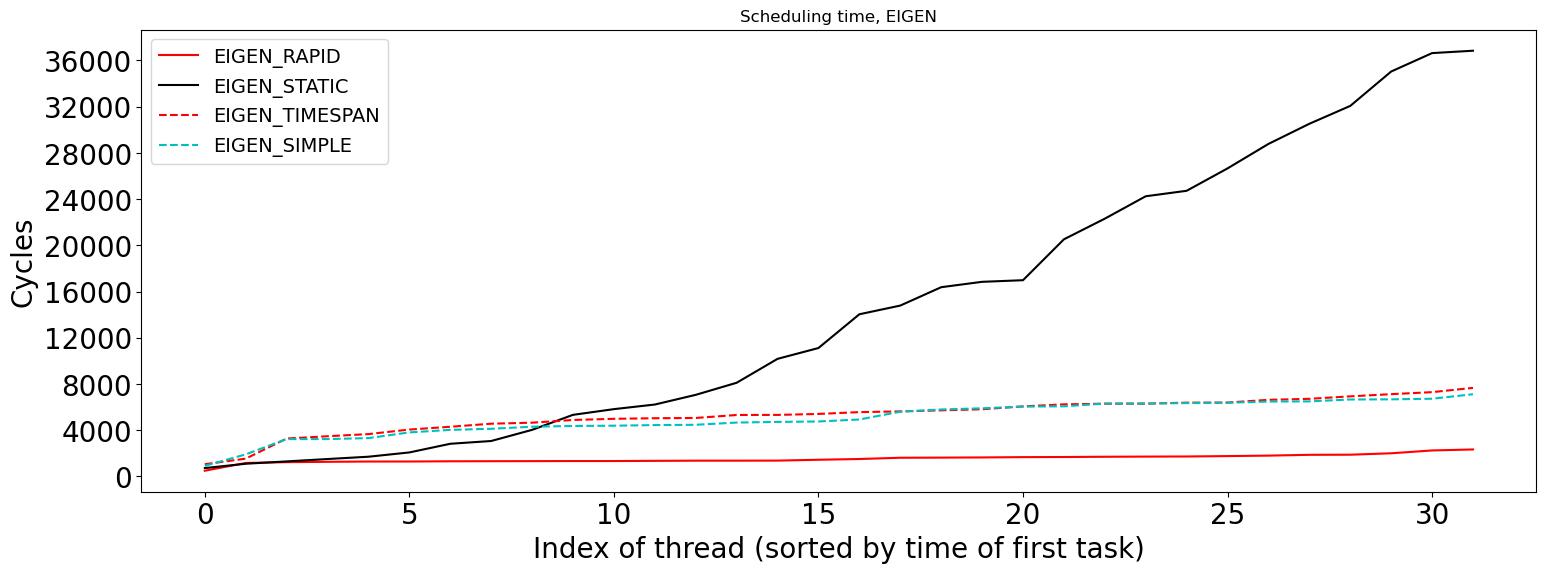 Scheduling time, EIGEN
EIGEN_RAPID
EIGEN_STATIC
EIGEN_TIMESPAN
EIGEN_SIMPLE
36000
32000
28000
24000
20000
16000
12000
8000
4000
0
Cycles
0 5 10 15 20 25 30
Index of thread (sorted by time of first task)